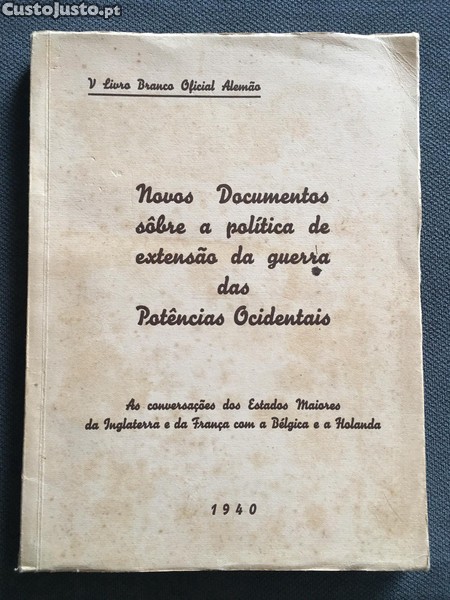 CustoJusto.pt
V Livro Branco Oficial Alemão
Novos Documentos
sôbre a política de
extensão da guerra
das
Potências Ocidentais
As conversações dos Estados Maiores
da Inglaterra e da França com a Bélgica e a Holanda
1940